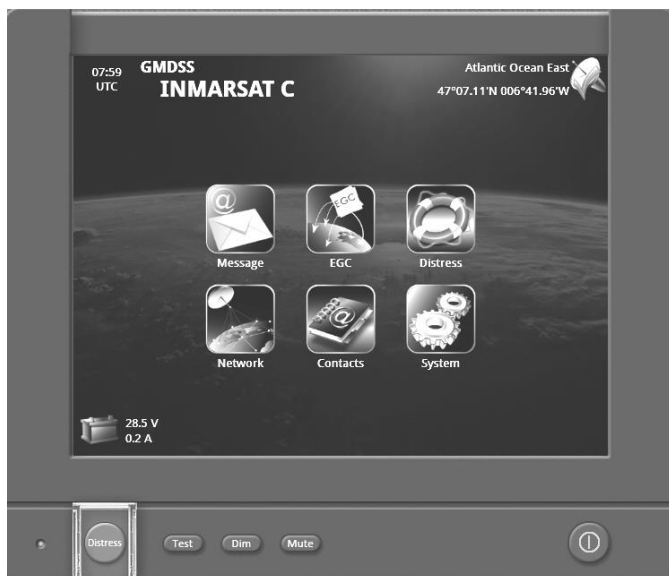 07:59
UTC
GMDSS
INMARSAT C
Atlantic Ocean East
47°07.11'N 006°41.96'W
@
EGC
Message
EGC
Distress
@
Network
Contacts
System
28.5 V
0.2 A
Distress
Test
Dim
Mute